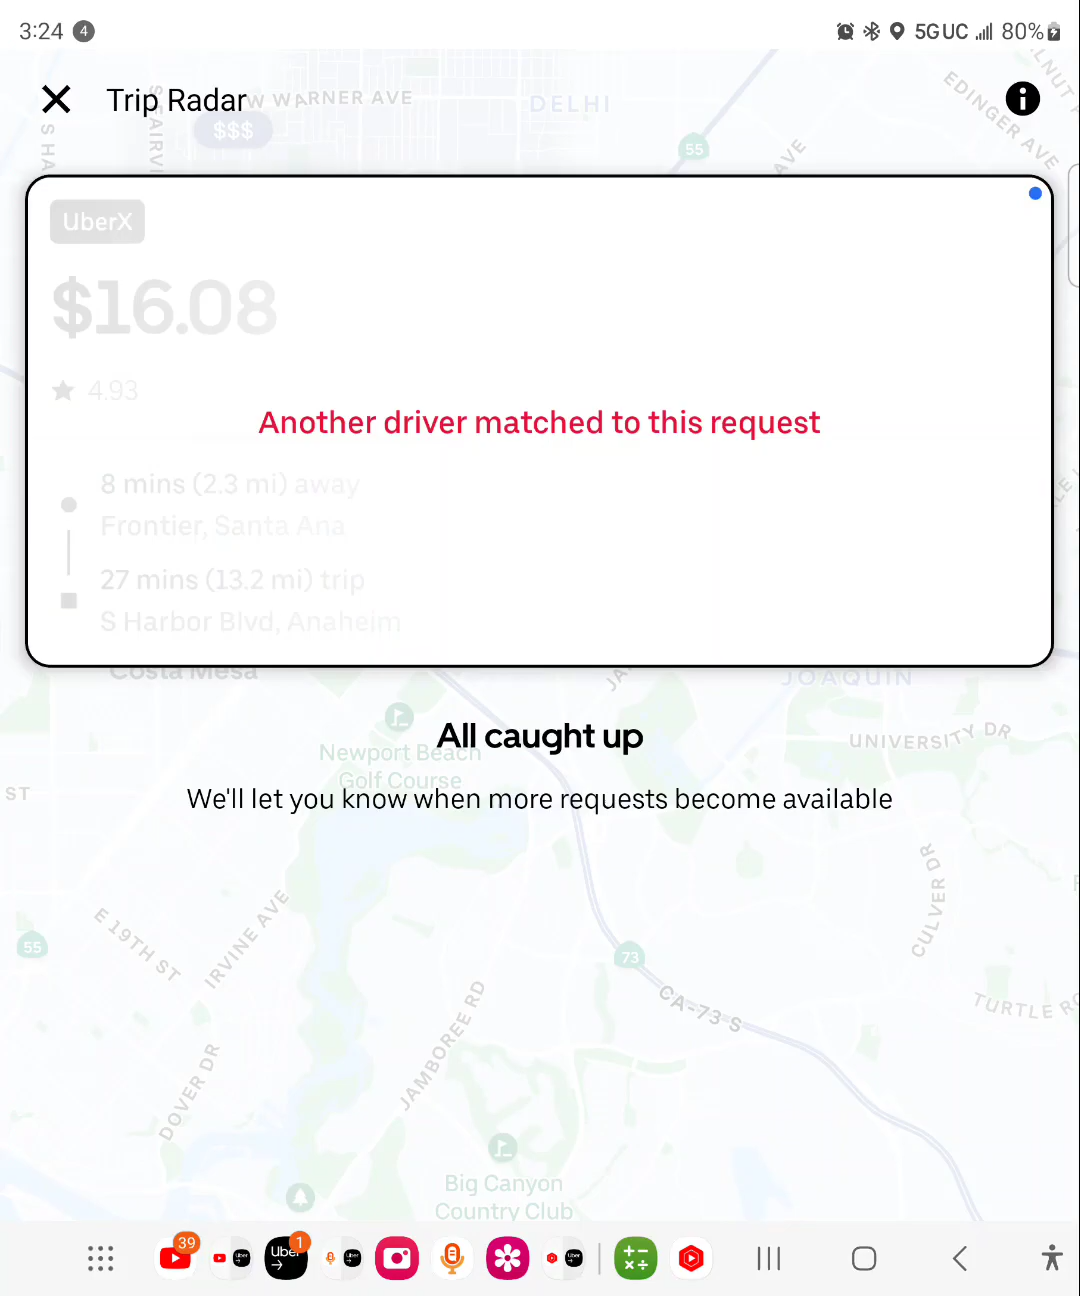 3:24 4 5G UC 80%
Trip Radar
W WARNER AVE
DELHI
EDINGER AVE
$$$
55
AVE
UberX
$16.08
4.93
Another driver matched to this request
8 mins (2.3 mi) away
Frontier, Santa Ana
27 mins (13.2 mi) trip
S Harbor Blvd, Anaheim
Costa Mesa
JOAQUIN
All caught up
UNIVERSITY DR
Newport Beach
Golf Course
ST
We'll let you know when more requests become available
CULVER DR
E 19TH ST
IRVINE AVE
55
73
CA-73 S
JAMBOREE RD
DOVER DR
Big Canyon
Country Club
39
1
Uber